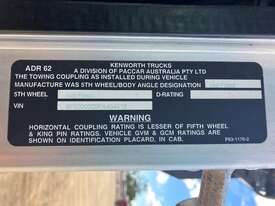 ADR 62 KENWORTH TRUCKS
A DIVISION OF PACCAR AUSTRALIA PTY LTD
THE TOWING COUPLING AS INSTALLED DURING VEHICLE
MANUFACTURE WAS 5TH WHEEL/BODY ANGLE DESIGNATION
5TH WHEEL D-RATING
VIN
WARNING
HORIZONTAL COUPLING RATING IS LESSER OF FIFTH WHEEL
& KING PIN RATINGS. VEHICLE GVM & GCM RATINGS ARE
SHOWN ON IDENTIFICATION PLACARD, IN CAB.